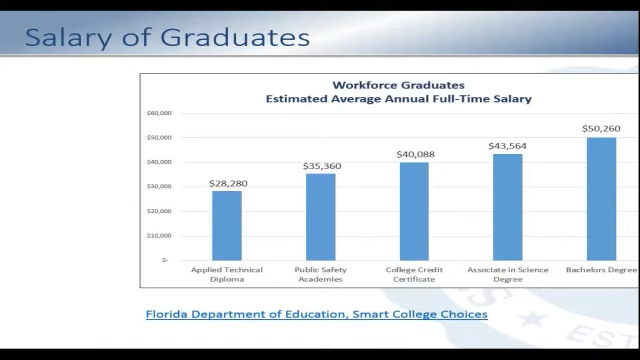 Salary of Graduates
Workforce Graduates
Estimated Average Annual Full-Time Salary
$60,000
$50,000
$40,000
$30,000
$20,000
$10,000
$-
$28,280
$35,360
$40,088
$43,564
$50,260
Applied Technical
Diploma
Public Safety
Academies
College Credit
Certificate
Associate in Science
Degree
Bachelors Degree
Florida Department of Education, Smart College Choices
EST